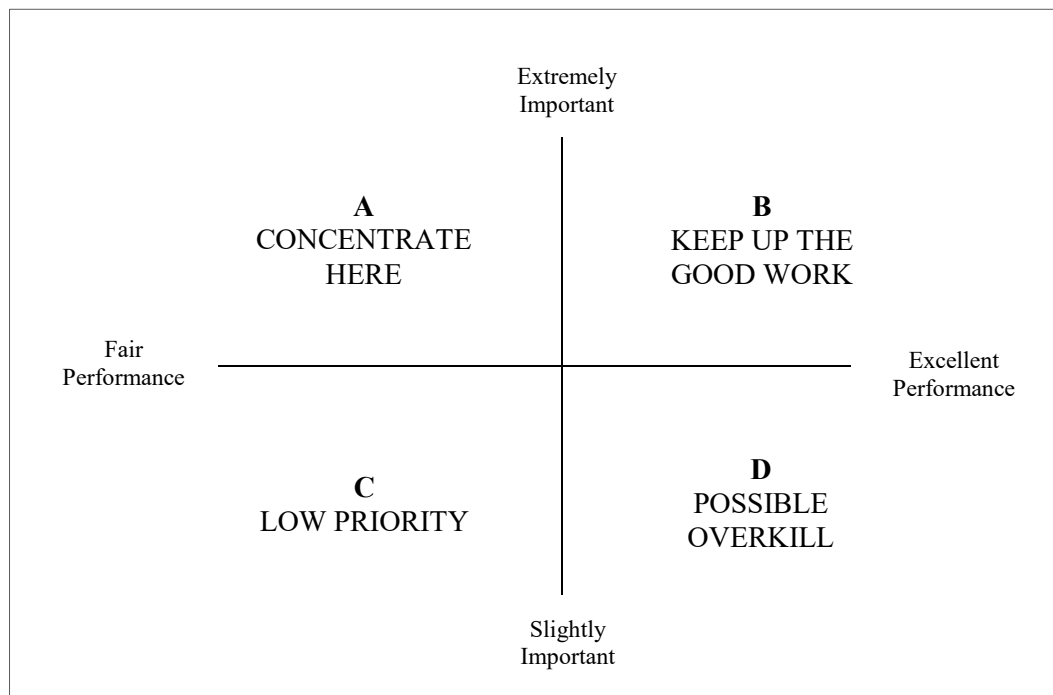 Extremely
Important
A
CONCENTRATE
HERE
B
KEEP UP THE
GOOD WORK
Fair
Performance
Excellent
Performance
C
LOW PRIORITY
D
POSSIBLE
OVERKILL
Slightly
Important